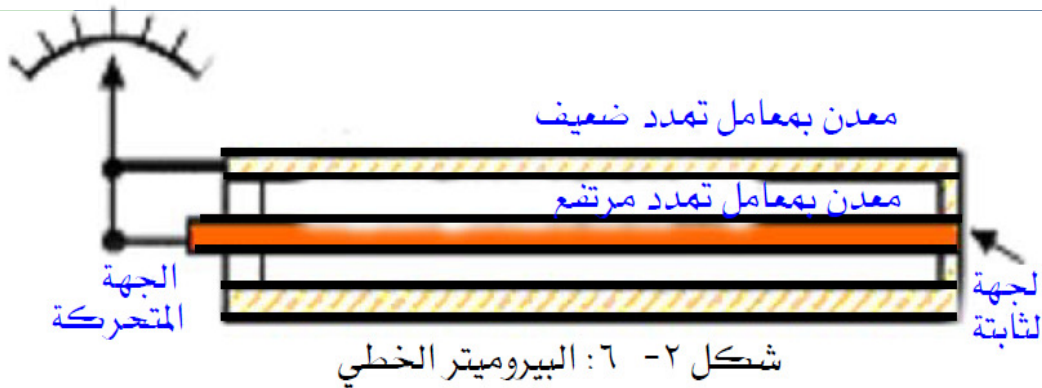 معدن بمعامل تمدد ضعيف
معدن بمعامل تمدد مرتفع
الجهة
المتحركة
لجهة
لثابتة
شكل ٢- ٦: البيروميتر الخطي